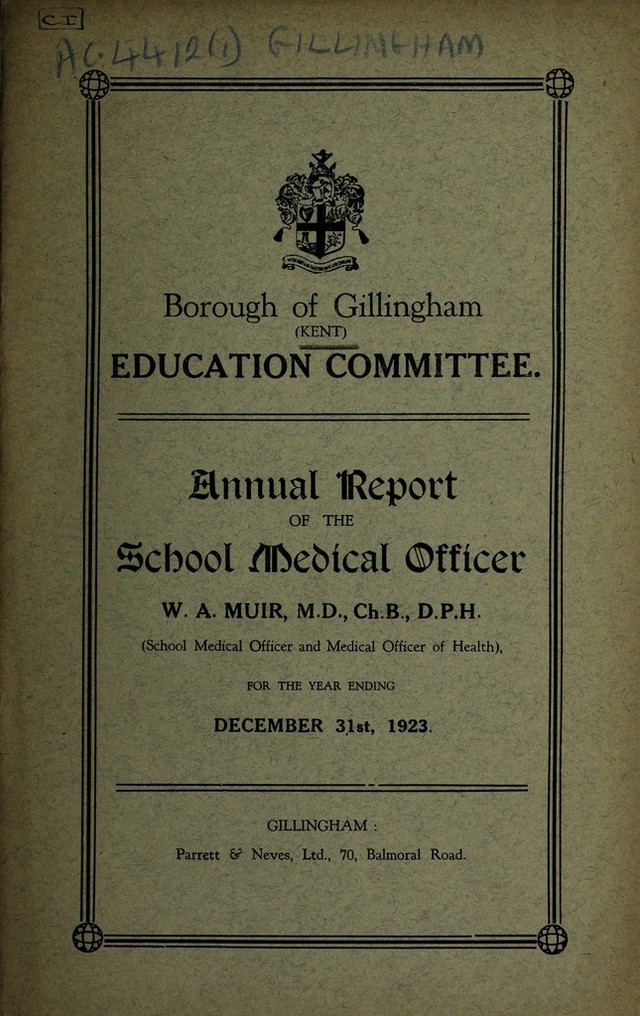 C I
AC.4412(1) GILLINGHAM
Borough of Gillingham
(KENT)
EDUCATION COMMITTEE.
Annual Report
OF THE
School Medical Officer
W. A. MUIR, M.D., Ch.B., D.P.H.
(School Medical Officer and Medical Officer of Health),
FOR THE YEAR ENDING
DECEMBER 31st, 1923.
GILLINGHAM :
Parrett & Neves, Ltd., 70, Balmoral Road.